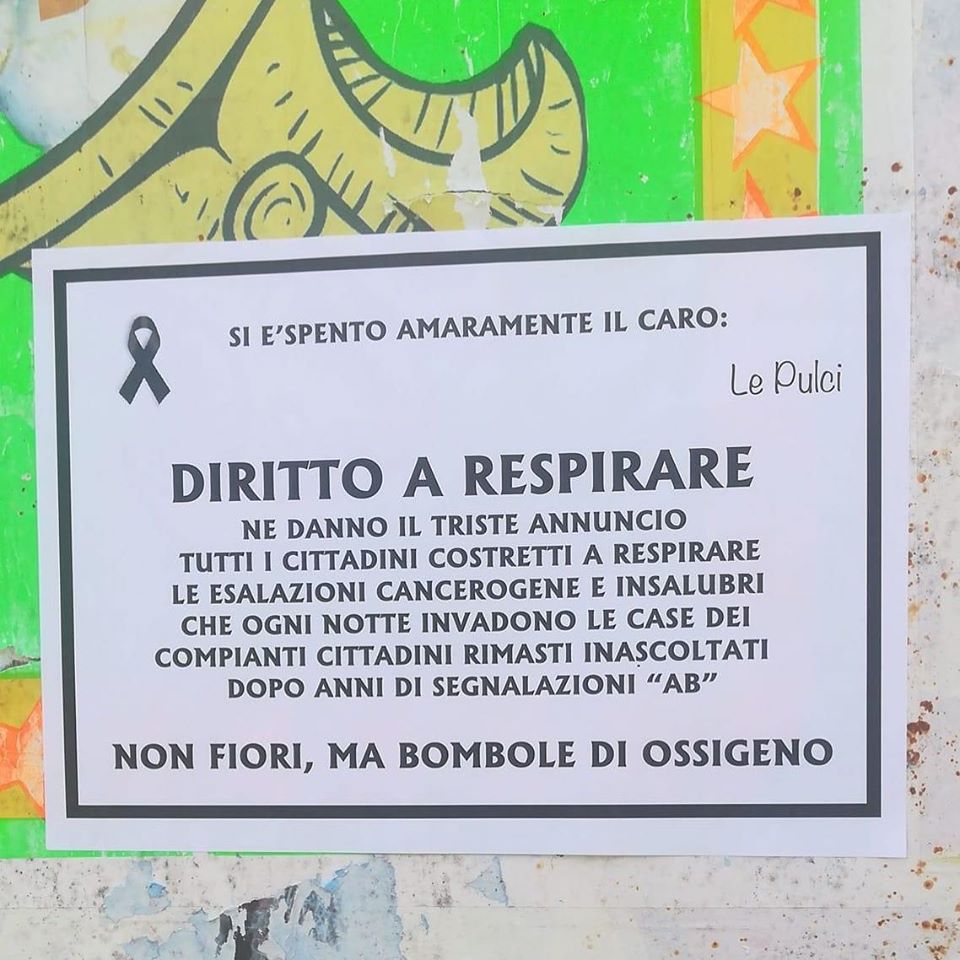 SI E'SPENTO AMARAMENTE IL CARO:
Le Pulci
DIRITTO A RESPIRARE
NE DANNO IL TRISTE ANNUNCIO
TUTTI I CITTADINI COSTRETTI A RESPIRARE
LE ESALAZIONI CANCEROGENE E INSALUBRI
CHE OGNI NOTTE INVADONO LE CASE DEI
COMPIANTI CITTADINI RIMASTI INASCOLTATI
DOPO ANNI DI SEGNALAZIONI “AB”
NON FIORI, MA BOMBOLE DI OSSIGENO